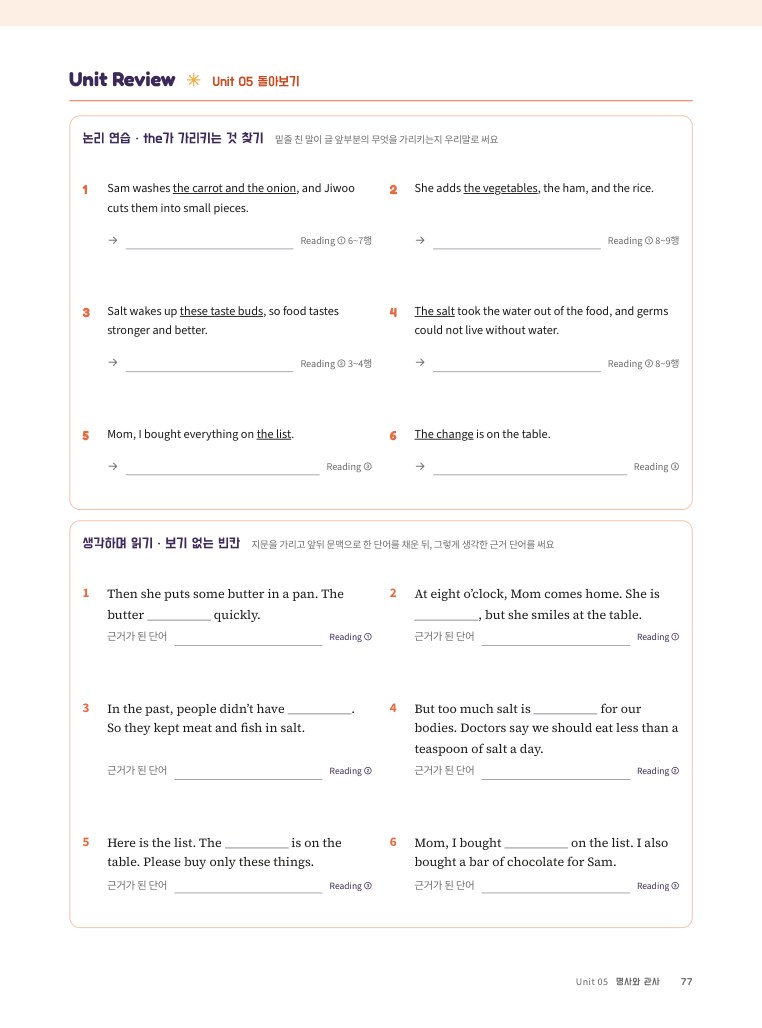 Unit Review ✳ Unit 05 돌아보기
논리 연습 · the가 가리키는 것 찾기 밑줄 친 말이 글 앞부분의 무엇을 가리키는지 우리말로 써요
1 Sam washes the carrot and the onion, and Jiwoo
cuts them into small pieces.
→ ____________________ Reading ① 6~7행
2 She adds the vegetables, the ham, and the rice.
→ ____________________ Reading ① 8~9행
3 Salt wakes up these taste buds, so food tastes
stronger and better.
→ ____________________ Reading ② 3~4행
4 The salt took the water out of the food, and germs
could not live without water.
→ ____________________ Reading ② 8~9행
5 Mom, I bought everything on the list.
→ ____________________ Reading ③
6 The change is on the table.
→ ____________________ Reading ③
생각하며 읽기 · 보기 없는 빈칸 지문을 가리고 앞뒤 문맥으로 한 단어를 채운 뒤, 그렇게 생각한 근거 단어를 써요
1 Then she puts some butter in a pan. The
butter __________ quickly.
근거가 된 단어 ____________________ Reading ①
2 At eight o’clock, Mom comes home. She is
__________, but she smiles at the table.
근거가 된 단어 ____________________ Reading ①
3 In the past, people didn’t have __________.
So they kept meat and fish in salt.
근거가 된 단어 ____________________ Reading ②
4 But too much salt is __________ for our
bodies. Doctors say we should eat less than a
teaspoon of salt a day.
근거가 된 단어 ____________________ Reading ②
5 Here is the list. The __________ is on the
table. Please buy only these things.
근거가 된 단어 ____________________ Reading ③
6 Mom, I bought __________ on the list. I also
bought a bar of chocolate for Sam.
근거가 된 단어 ____________________ Reading ③
Unit 05 명사와 관사 77